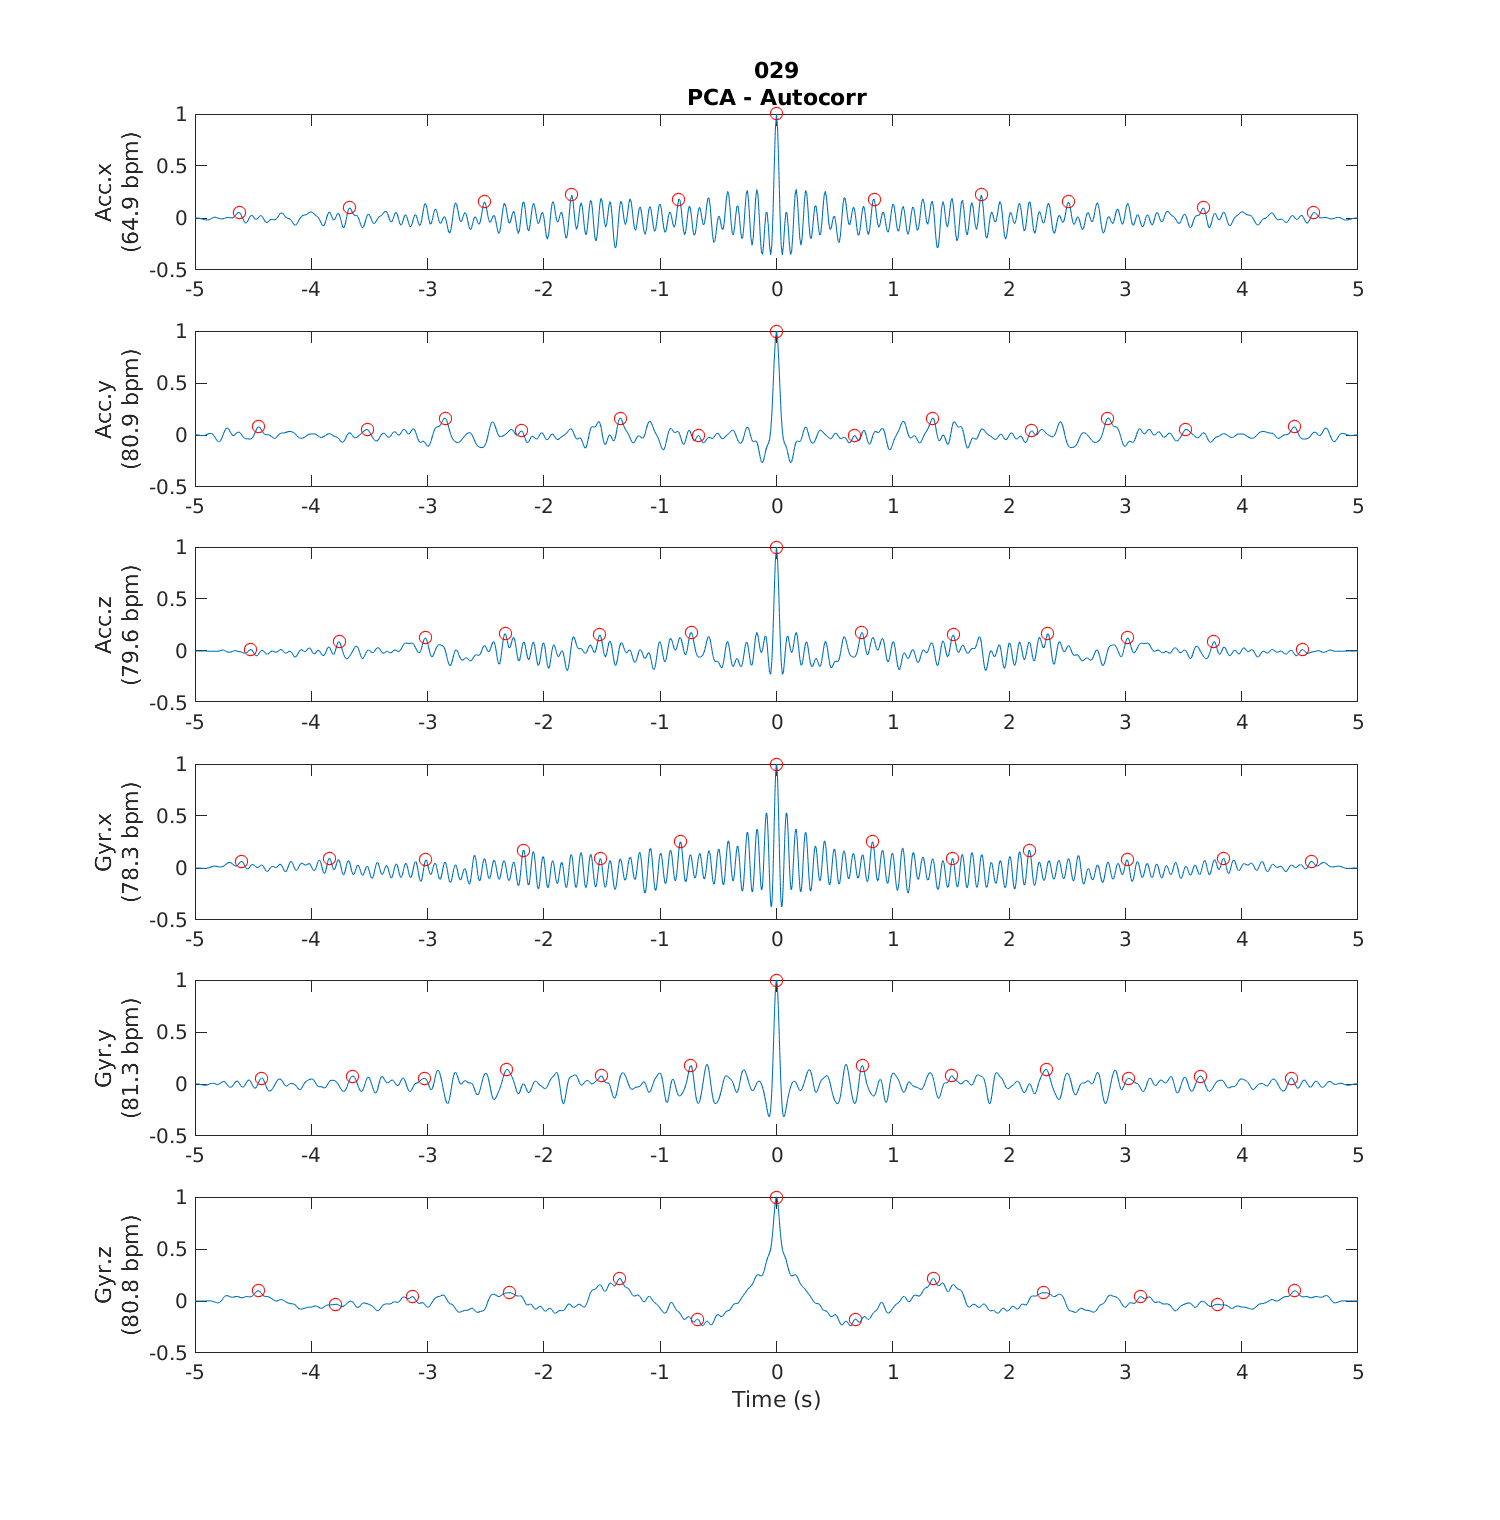 029
PCA - Autocorr
Acc.x
(64.9 bpm)
1
0.5
0
-0.5
-5 -4 -3 -2 -1 0 1 2 3 4 5
Acc.y
(80.9 bpm)
1
0.5
0
-0.5
-5 -4 -3 -2 -1 0 1 2 3 4 5
Acc.z
(79.6 bpm)
1
0.5
0
-0.5
-5 -4 -3 -2 -1 0 1 2 3 4 5
Gyr.x
(78.3 bpm)
1
0.5
0
-0.5
-5 -4 -3 -2 -1 0 1 2 3 4 5
Gyr.y
(81.3 bpm)
1
0.5
0
-0.5
-5 -4 -3 -2 -1 0 1 2 3 4 5
Gyr.z
(80.8 bpm)
1
0.5
0
-0.5
-5 -4 -3 -2 -1 0 1 2 3 4 5
Time (s)